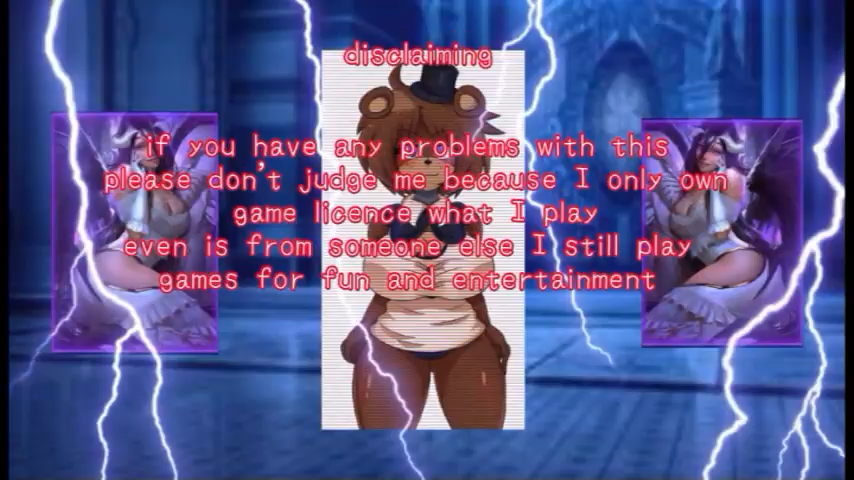 disclaiming
if you have any problems with this
please don't judge me because I only own
game licence what I play
even is from someone else I still play
games for fun and entertainment